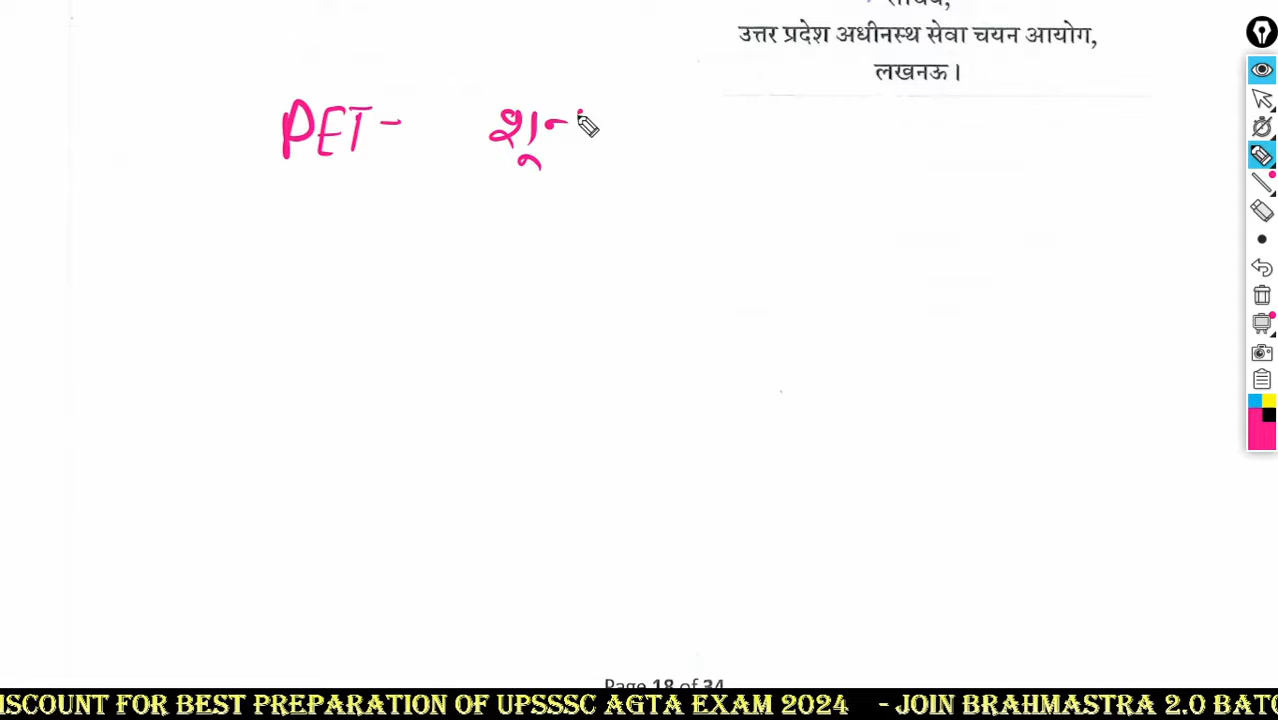 उत्तर प्रदेश अधीनस्थ सेवा चयन आयोग,
लखनऊ।
PET-
Page 18 of 34
ISCOUNT FOR BEST PREPARATION OF UPSSSC AGTA EXAM 2024 - JOIN BRAHMASTRA 2.0 BATC